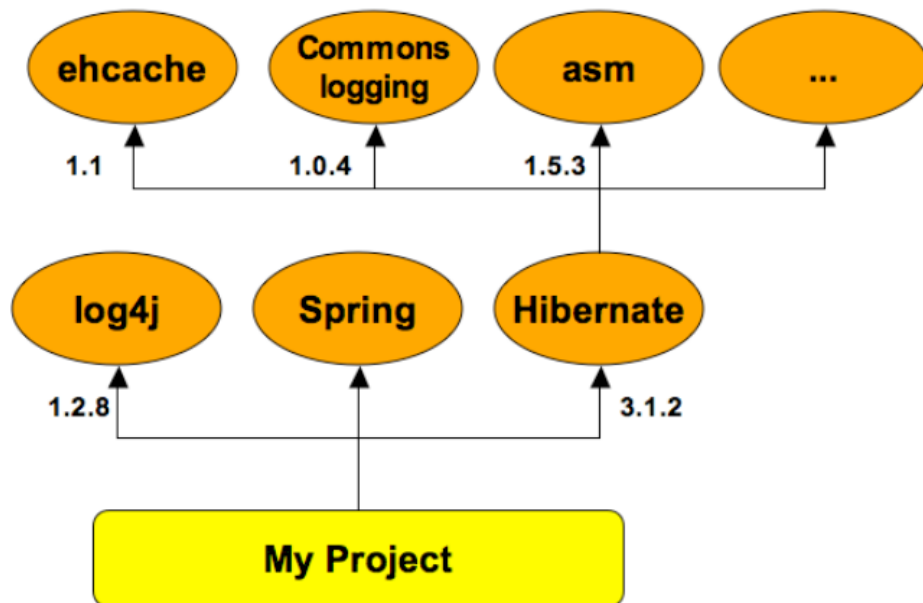 ehcache
Commons
logging
asm
...
1.1
1.0.4
1.5.3
log4j
Spring
Hibernate
1.2.8
3.1.2
My Project